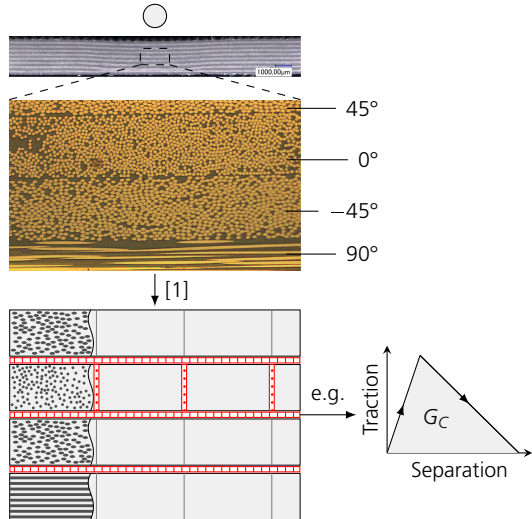 1000.00μm
45°
0°
−45°
90°
[1]
e.g.
Traction
G_C
Separation